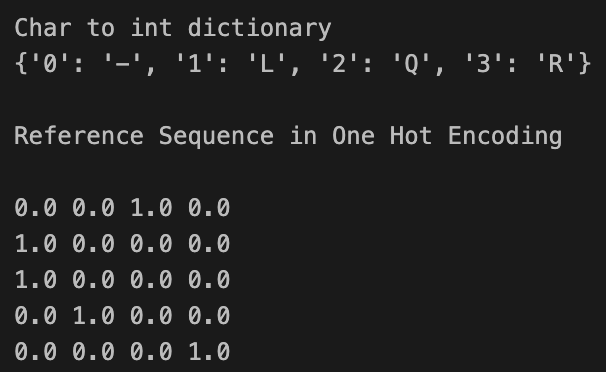 Char to int dictionary
{'0': '-', '1': 'L', '2': 'Q', '3': 'R'}
Reference Sequence in One Hot Encoding
0.0 0.0 1.0 0.0
1.0 0.0 0.0 0.0
1.0 0.0 0.0 0.0
0.0 1.0 0.0 0.0
0.0 0.0 0.0 1.0